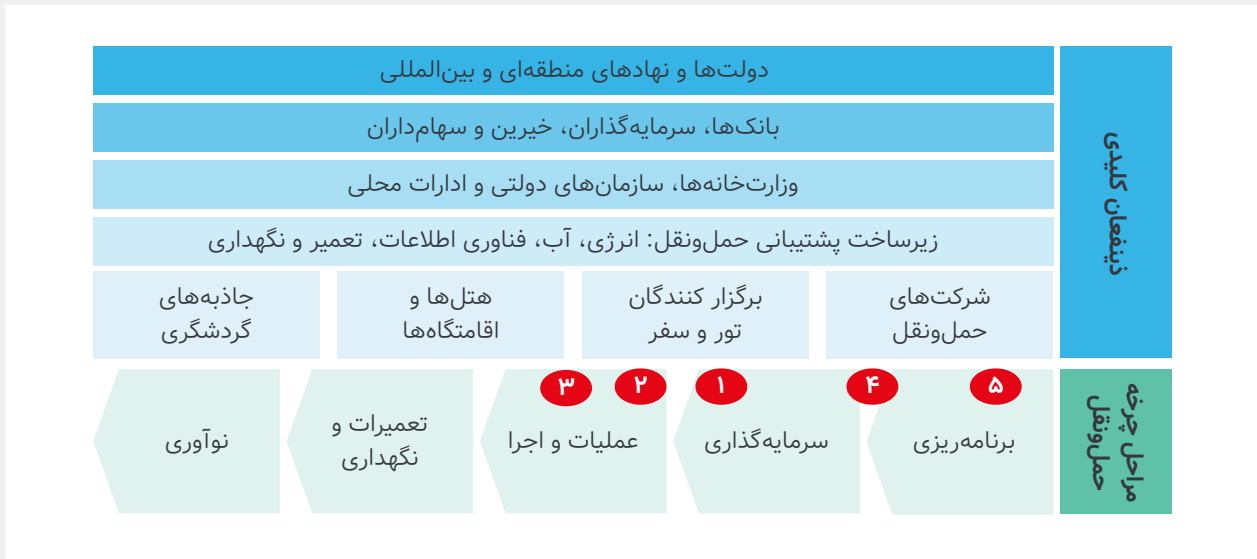 ذینفعان کلیدی
دولت‌ها و نهادهای منطقه‌ای و بین‌المللی
بانک‌ها، سرمایه‌گذاران، خیرین و سهام‌داران
وزارت‌خانه‌ها، سازمان‌های دولتی و ادارات محلی
زیرساخت پشتیبانی حمل‌ونقل: انرژی، آب، فناوری اطلاعات، تعمیر و نگهداری
شرکت‌های
حمل‌ونقل
برگزار کنندگان
تور و سفر
هتل‌ها و
اقامتگاه‌ها
جاذبه‌های
گردشگری
مراحل چرخه
حمل‌ونقل
۵
۴
۱
۲
۳
برنامه‌ریزی
سرمایه‌گذاری
عملیات و اجرا
تعمیرات و
نگهداری
نوآوری